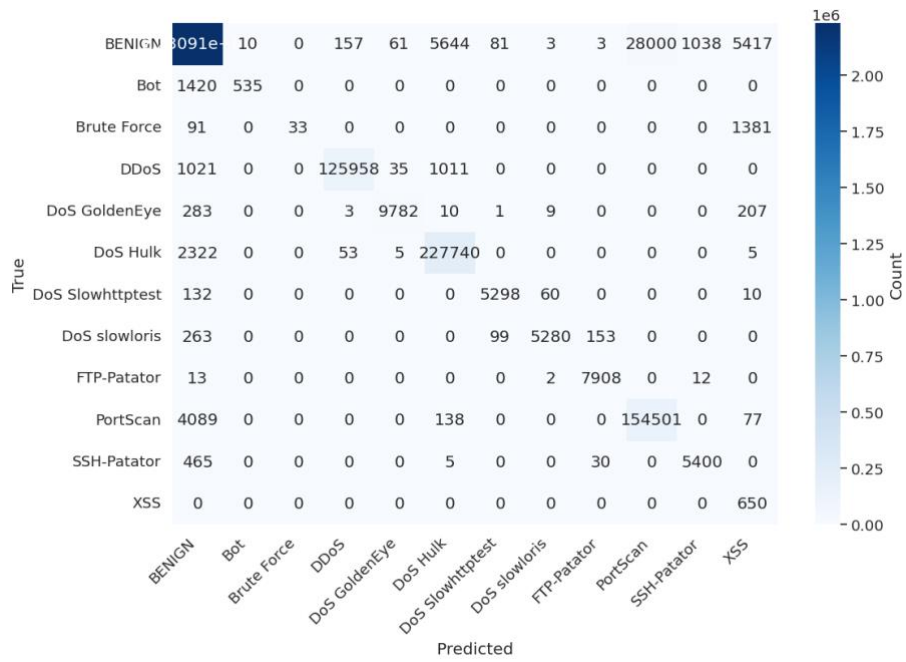 1e6
BENIGN 10 0 157 61 5644 81 3 3 28000 1038 5417
Bot 1420 535 0 0 0 0 0 0 0 0 0 0
Brute Force 91 0 33 0 0 0 0 0 0 0 0 1381
DDoS 1021 0 0 125958 35 1011 0 0 0 0 0 0
DoS GoldenEye 283 0 0 3 9782 10 1 9 0 0 0 207
DoS Hulk 2322 0 0 53 5 227740 0 0 0 0 0 5
DoS Slowhttptest 132 0 0 0 0 0 5298 60 0 0 0 10
DoS slowloris 263 0 0 0 0 0 99 5280 153 0 0 0
FTP-Patator 13 0 0 0 0 0 0 2 7908 0 12 0
PortScan 4089 0 0 0 0 138 0 0 0 154501 0 77
SSH-Patator 465 0 0 0 0 5 0 0 30 0 5400 0
XSS 0 0 0 0 0 0 0 0 0 0 0 650
True
BENIGN Bot Brute Force DDoS DoS GoldenEye DoS Hulk DoS Slowhttptest DoS slowloris FTP-Patator PortScan SSH-Patator XSS
Predicted
2.00
1.75
1.50
1.25
1.00
0.75
0.50
0.25
0.00
Count